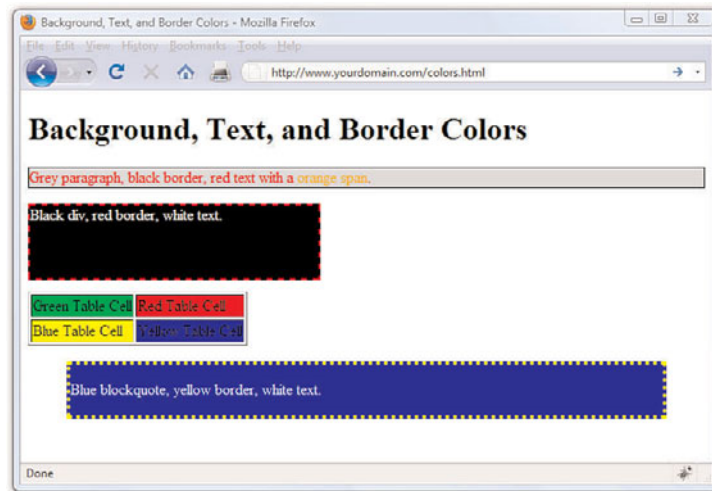 Background, Text, and Border Colors - Mozilla Firefox
File Edit View History Bookmarks Tools Help
http://www.yourdomain.com/colors.html
Background, Text, and Border Colors
Grey paragraph, black border, red text with a orange span.
Black div, red border, white text.
Green Table Cell Red Table Cell
Blue Table Cell Yellow Table Cell
Blue blockquote, yellow border, white text.
Done